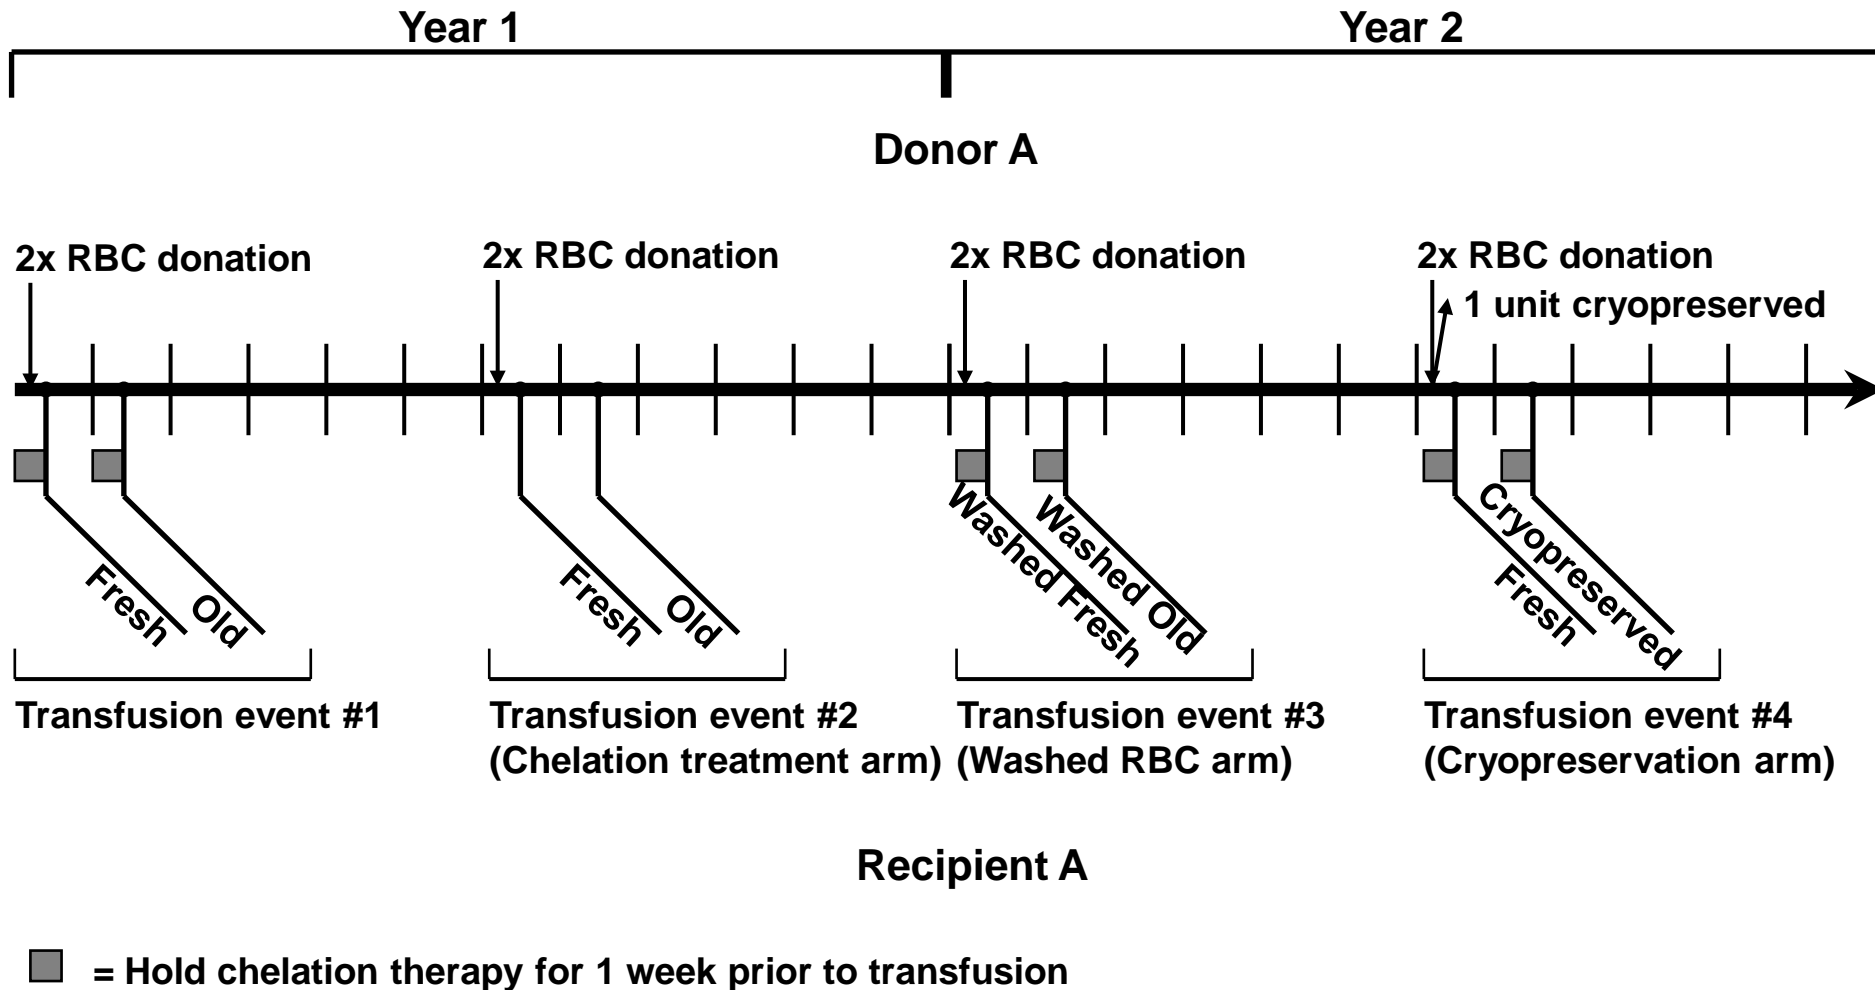 Year 1
Year 2
Donor A
2x RBC donation
2x RBC donation
2x RBC donation
2x RBC donation
1 unit cryopreserved
Fresh
Old
Fresh
Old
Washed Fresh
Washed Old
Fresh
Cryopreserved
Transfusion event #1
Transfusion event #2
(Chelation treatment arm)
Transfusion event #3
(Washed RBC arm)
Transfusion event #4
(Cryopreservation arm)
Recipient A
= Hold chelation therapy for 1 week prior to transfusion